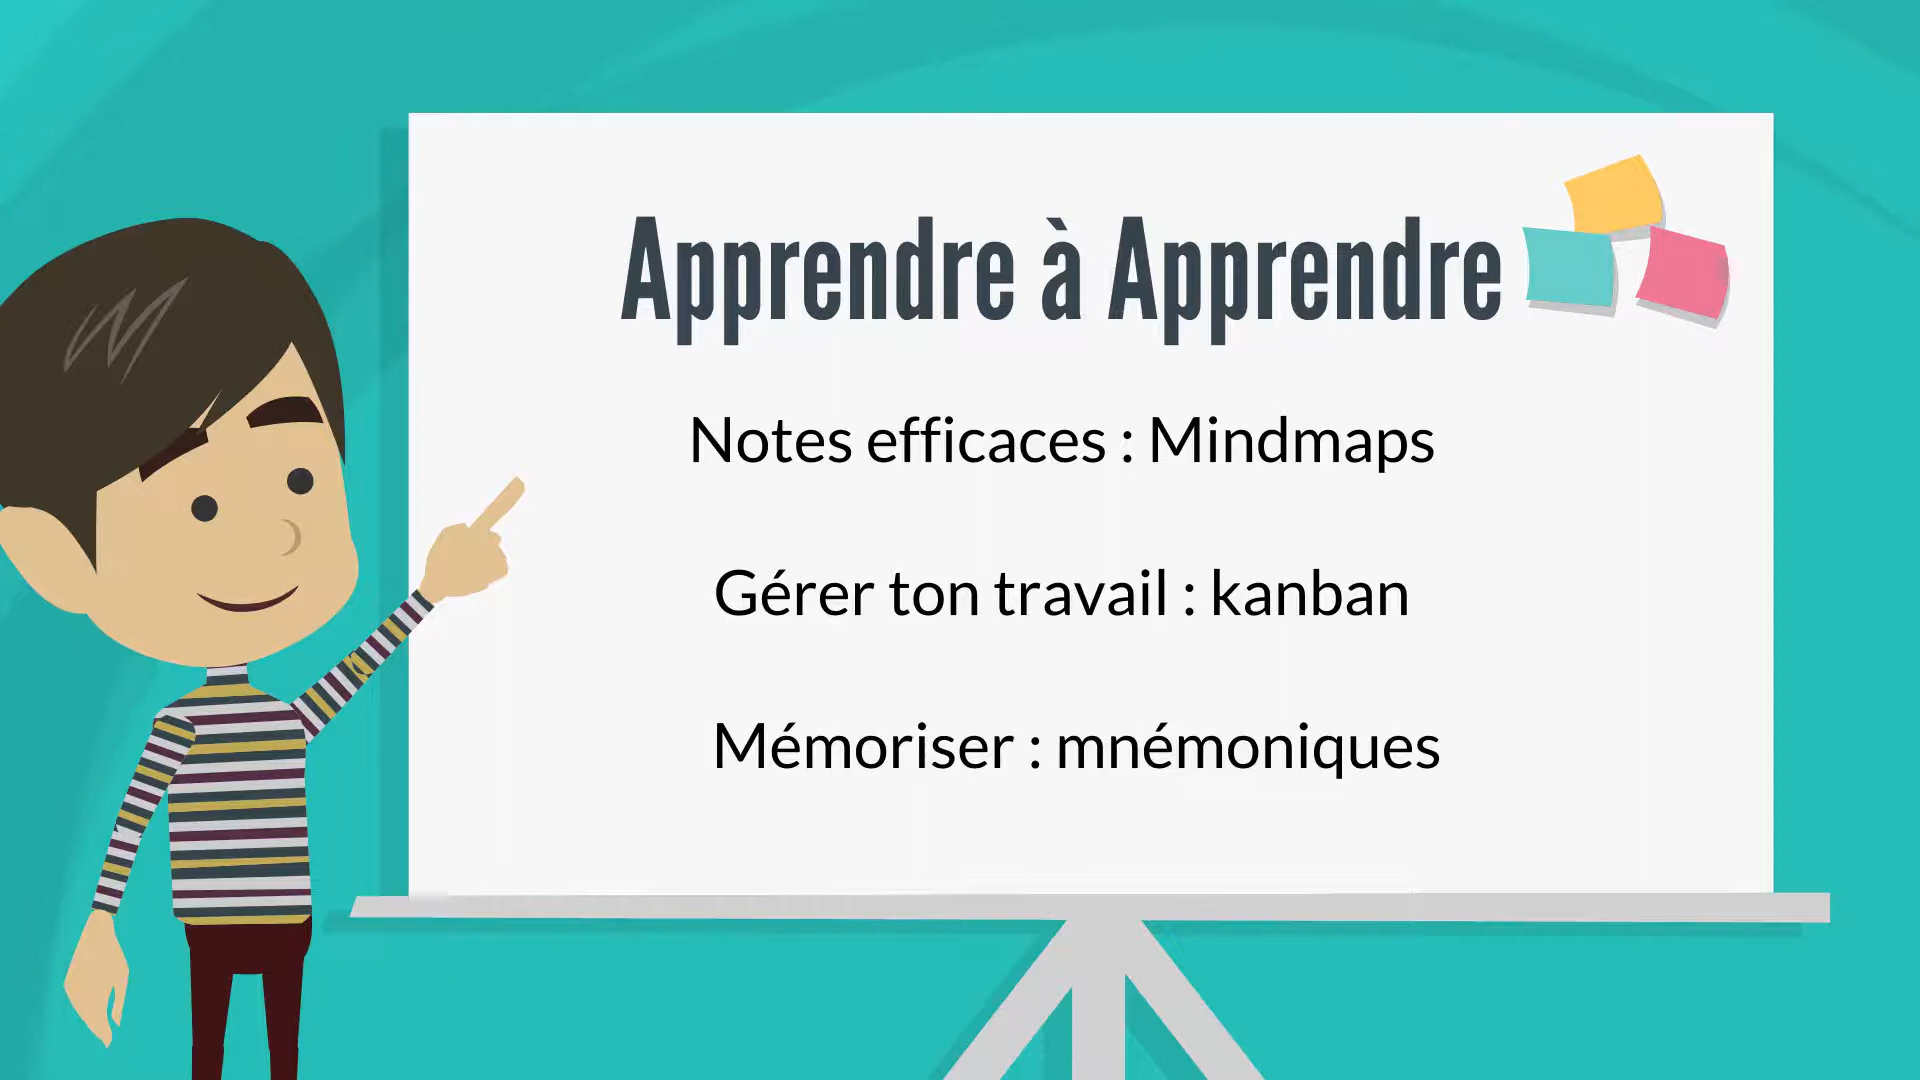 Apprendre à Apprendre
Notes efficaces : Mindmaps
Gérer ton travail : kanban
Mémoriser : mnémoniques